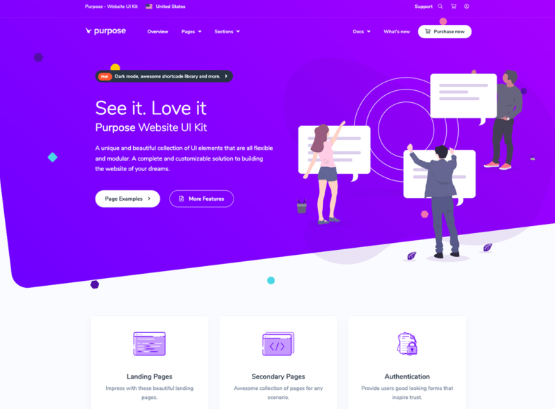 Purpose - Website UI Kit
United States
Support
purpose
Overview
Pages
Sections
Docs
What's new
Purchase now
Dark mode, awesome shortcode library and more.
See it. Love it
Purpose Website UI Kit
A unique and beautiful collection of UI elements that are all flexible
and moduler. A complete and customizable solution to building
the website of your dreams.
Page Examples
More Features
Landing Pages
Impress with these beautiful landing
pages.
Secondary Pages
Awesome collection of pages for any
scenario.
Authentication
Provide users good looking forms that
inspire trust.